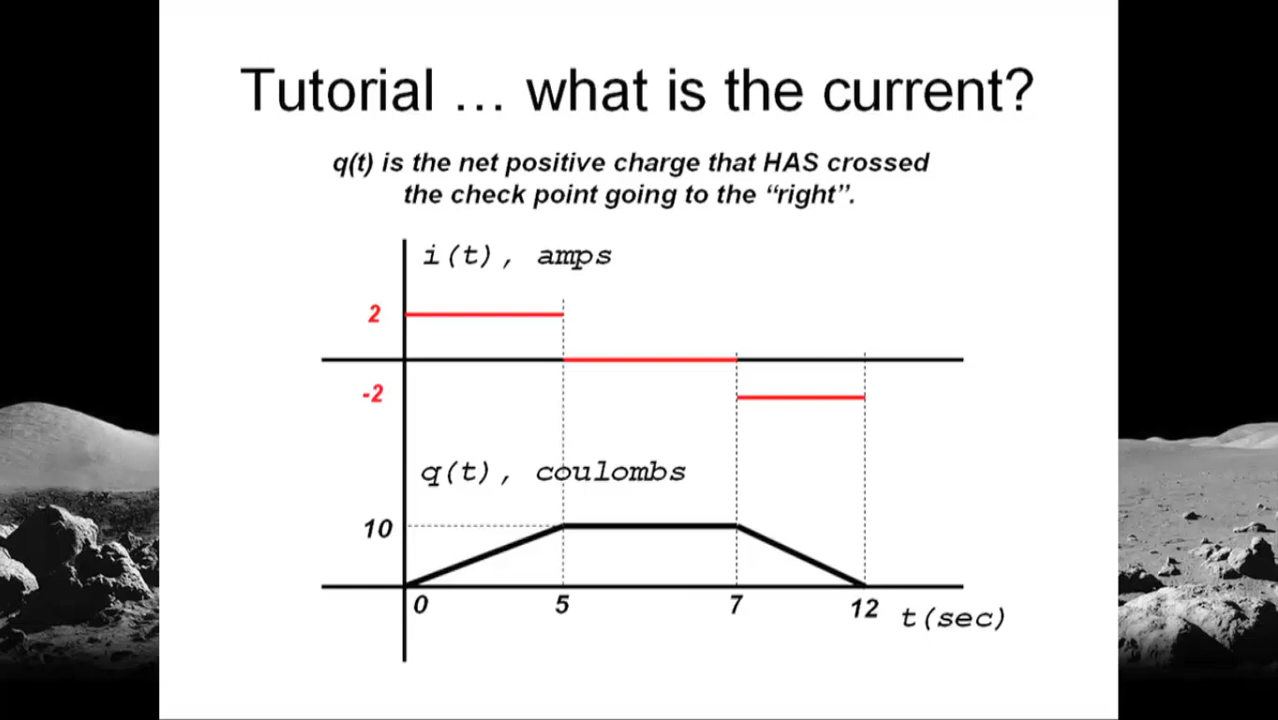 Tutorial … what is the current?
q(t) is the net positive charge that HAS crossed
the check point going to the “right”.
i(t), amps
2
-2
q(t), coulombs
10
0 5 7 12 t(sec)